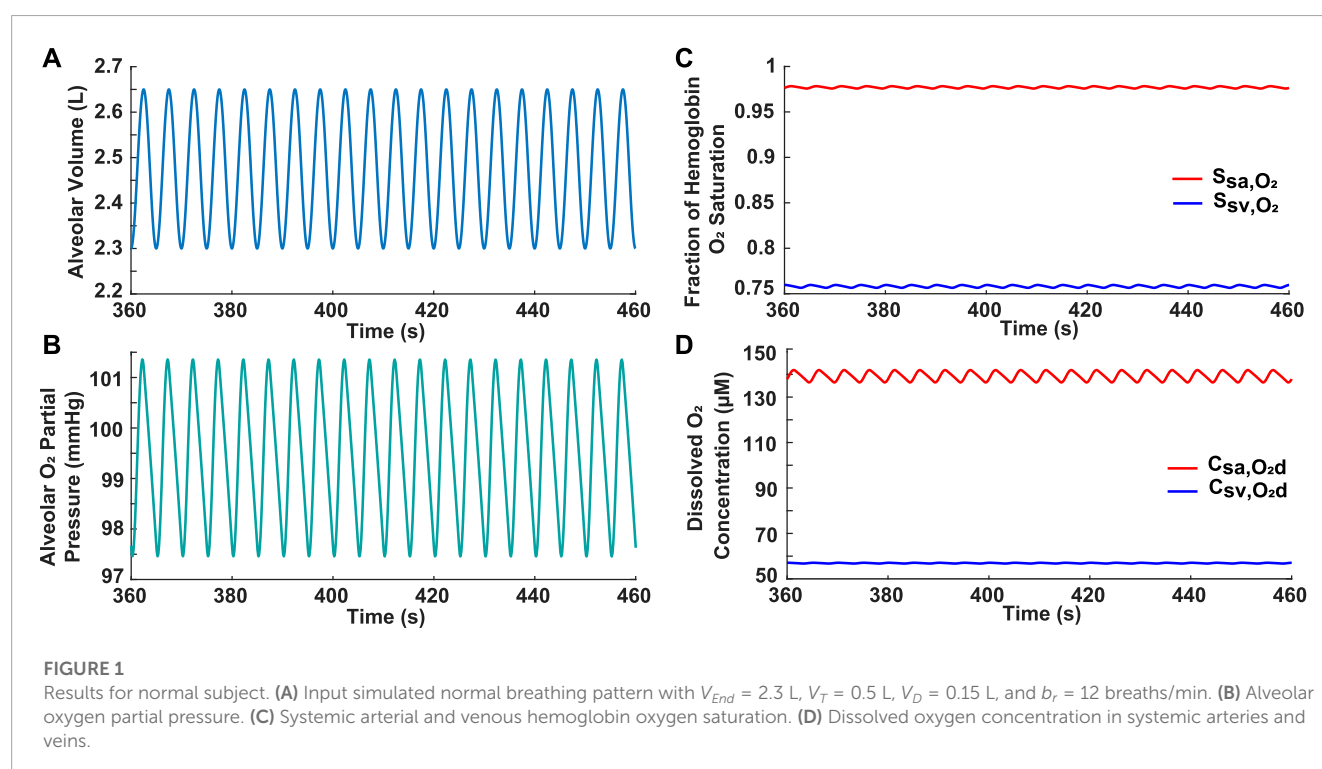 A
Alveolar Volume (L)
2.7
2.6
2.5
2.4
2.3
2.2
360 380 400 420 440 460
Time (s)
B
Alveolar O₂ Partial
Pressure (mmHg)
101
100
99
98
97
360 380 400 420 440 460
Time (s)
C
Fraction of Hemoglobin
O₂ Saturation
1
0.95
0.9
0.85
0.8
0.75
Ssa,O₂
Ssv,O₂
360 380 400 420 440 460
Time (s)
D
Dissolved O₂
Concentration (µM)
150
130
110
90
70
50
Csa,O₂d
Csv,O₂d
360 380 400 420 440 460
Time (s)
FIGURE 1
Results for normal subject. (A) Input simulated normal breathing pattern with VEnd = 2.3 L, VT = 0.5 L, VD = 0.15 L, and br = 12 breaths/min. (B) Alveolar
oxygen partial pressure. (C) Systemic arterial and venous hemoglobin oxygen saturation. (D) Dissolved oxygen concentration in systemic arteries and
veins.